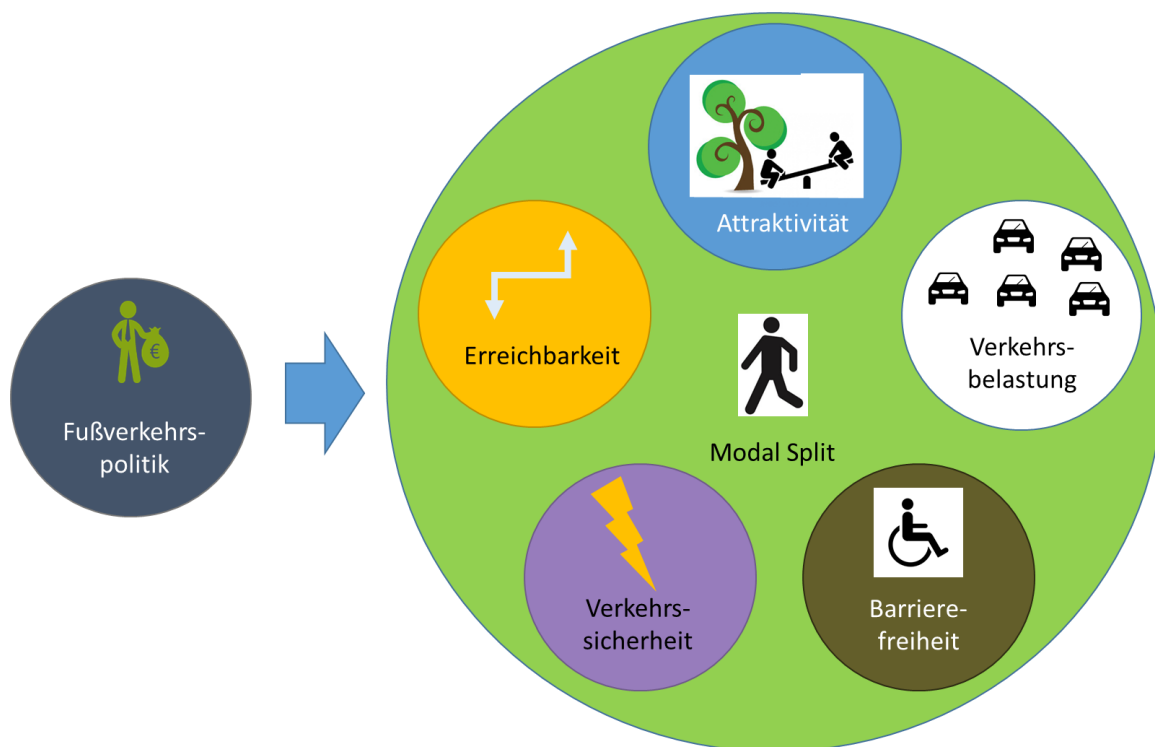 Attraktivität
Erreichbarkeit
Verkehrs-
belastung
€
Fußverkehrs-
politik
Modal Split
Verkehrs-
sicherheit
Barriere-
freiheit